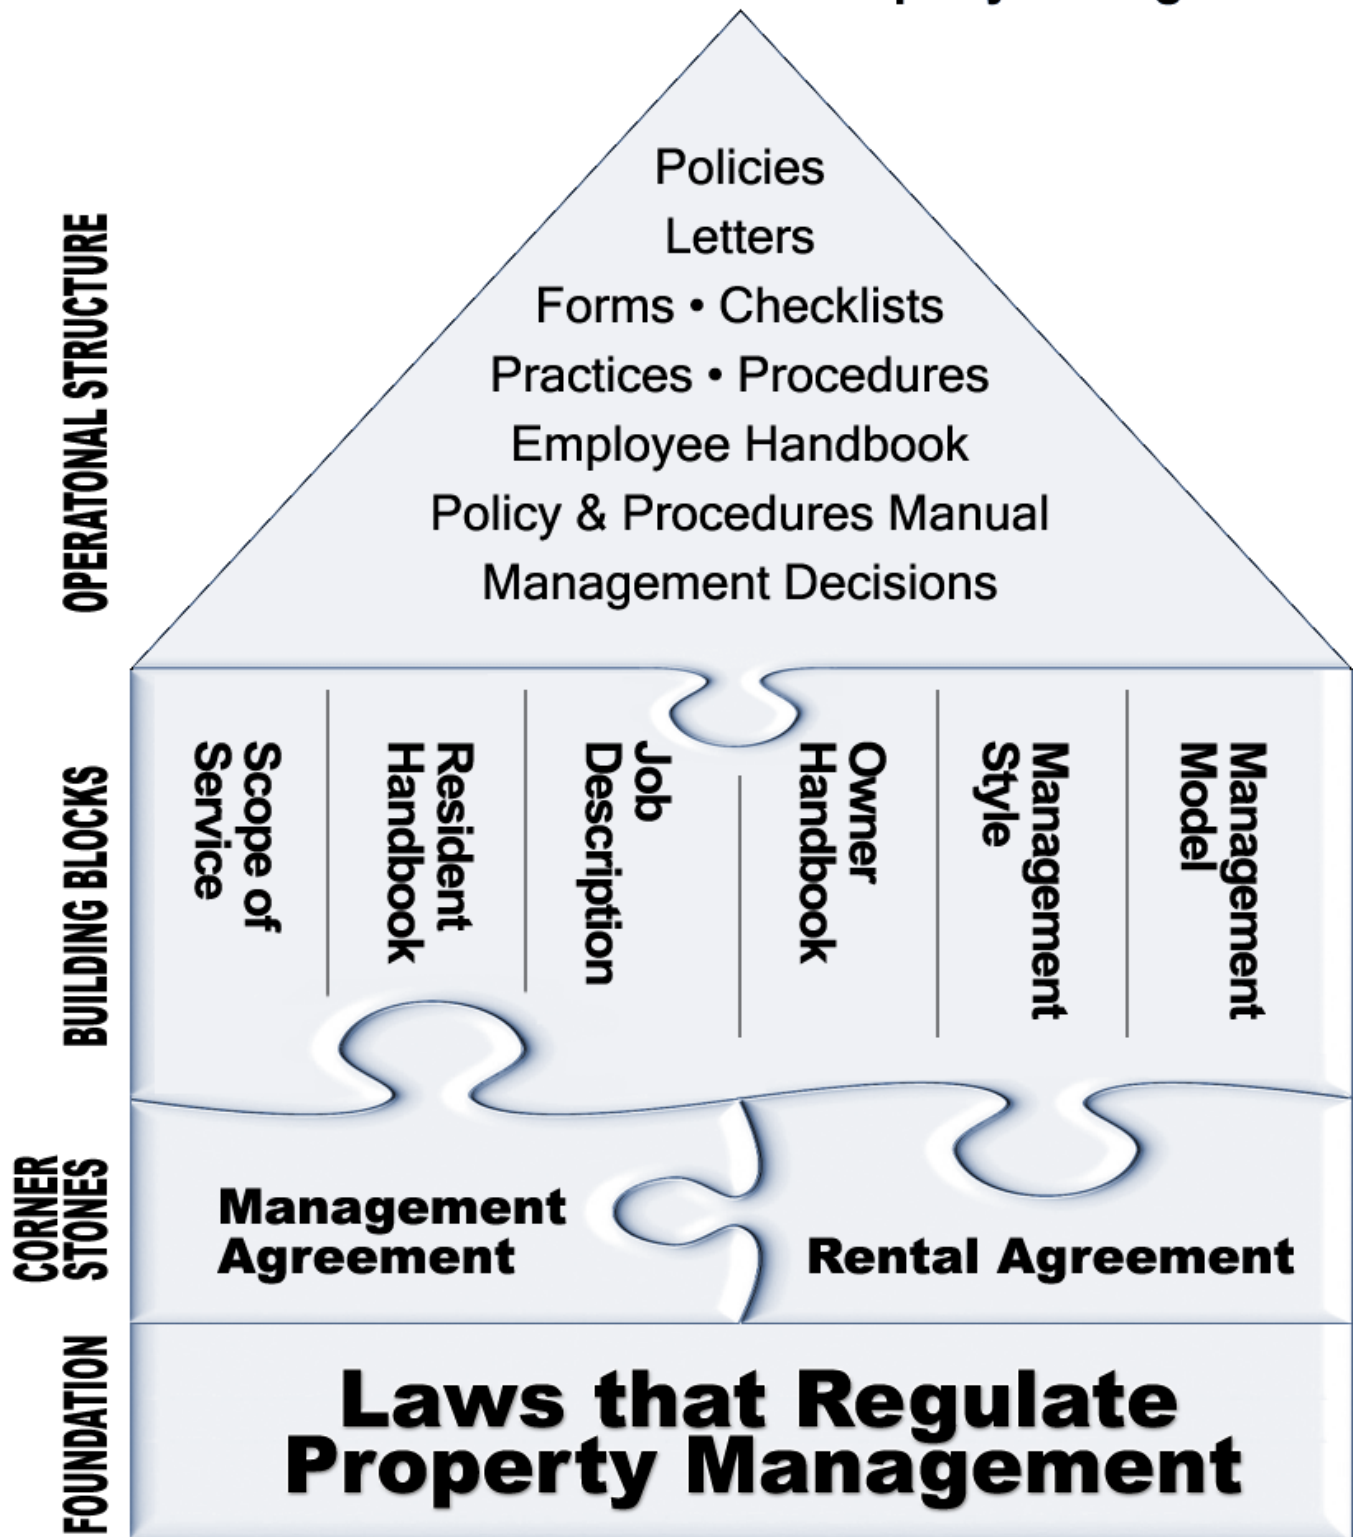 Policies
Letters
Forms • Checklists
Practices • Procedures
Employee Handbook
Policy & Procedures Manual
Management Decisions
OPERATONAL STRUCTURE
Scope of
Service
Resident
Handbook
Job
Description
Owner
Handbook
Management
Style
Management
Model
BUILDING BLOCKS
Management
Agreement
Rental Agreement
CORNER
STONES
Laws that Regulate
Property Management
FOUNDATION